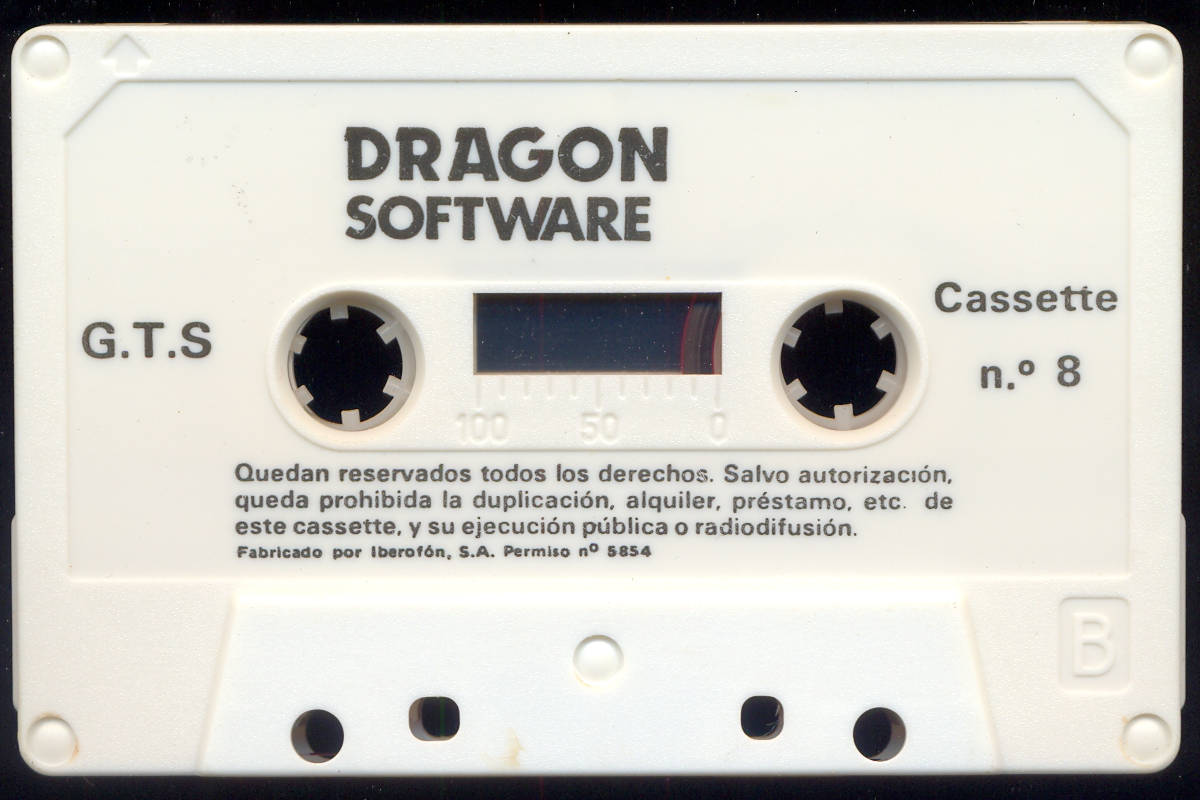 DRAGON
SOFTWARE
G.T.S
Cassette
n.º 8
100 50 0
Quedan reservados todos los derechos. Salvo autorización,
queda prohibida la duplicación, alquiler, préstamo, etc. de
este cassette, y su ejecución pública o radiodifusión.
Fabricado por Iberofón, S.A. Permiso nº 5854
B